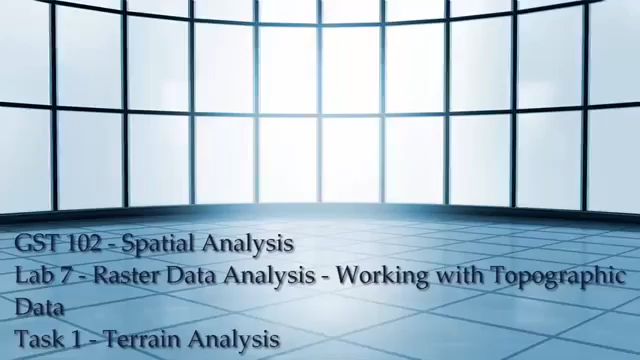 GST 102 - Spatial Analysis
Lab 7 - Raster Data Analysis - Working with Topographic
Data
Task 1 - Terrain Analysis